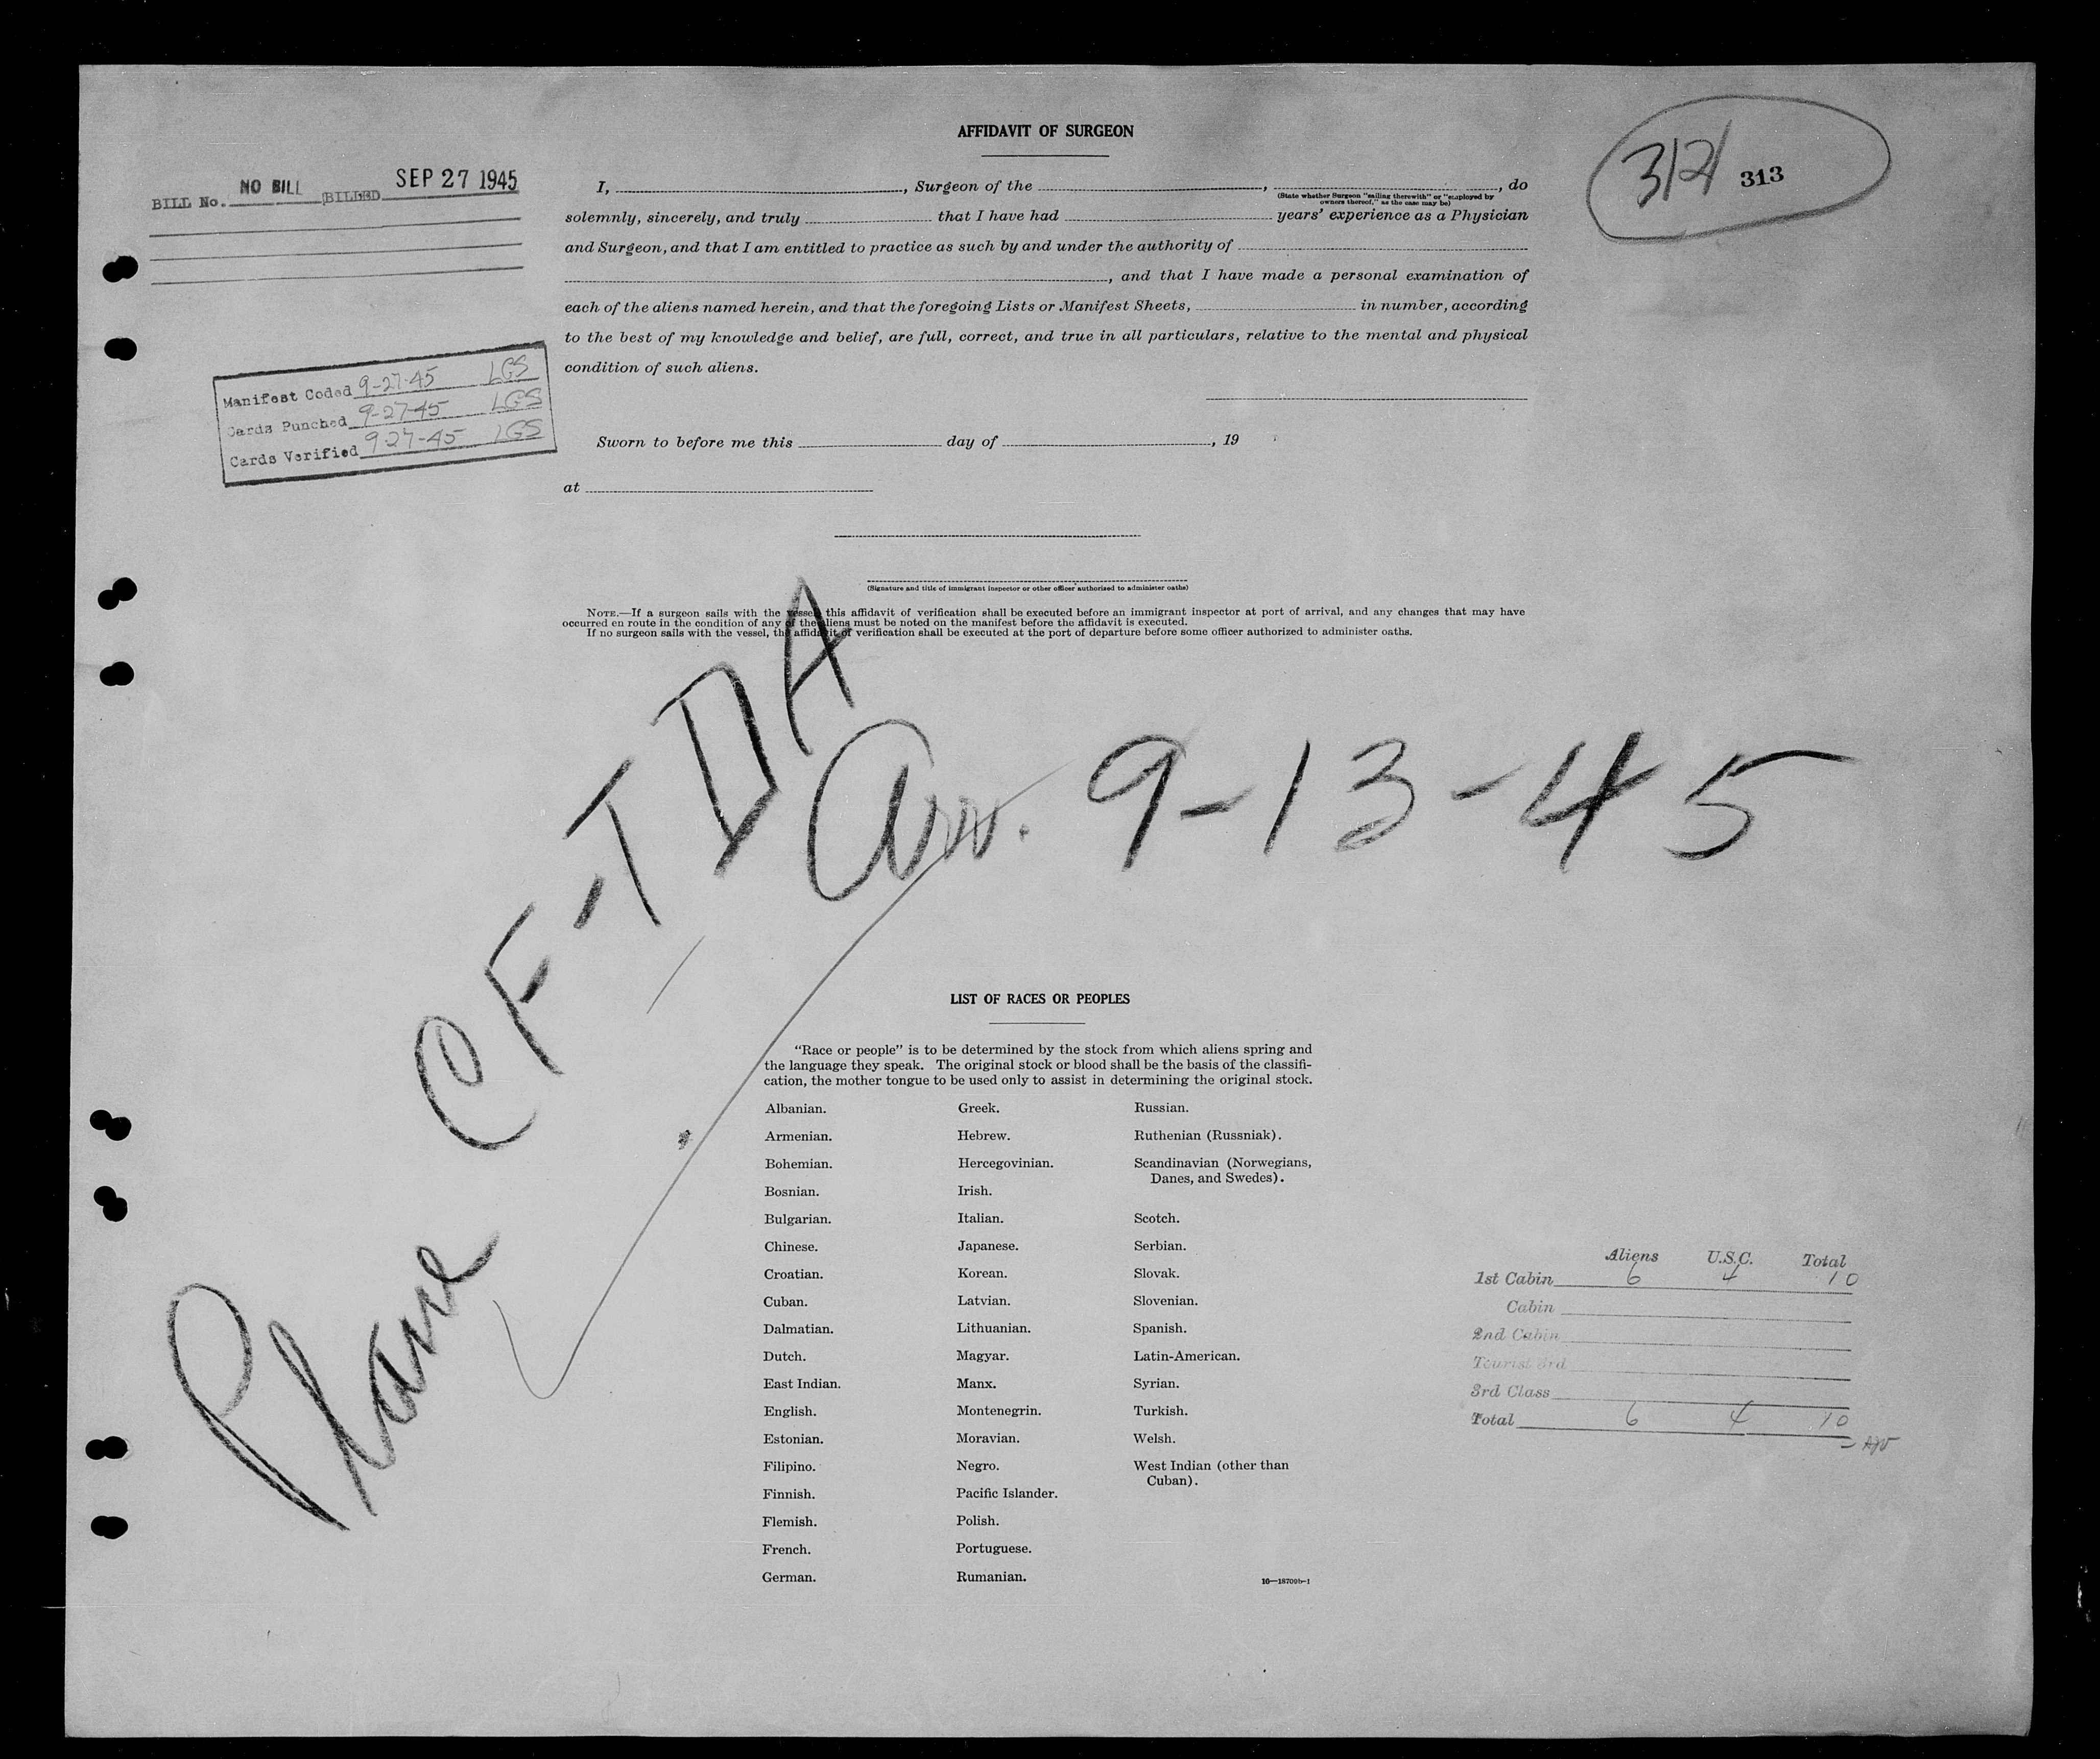 AFFIDAVIT OF SURGEON
312 313
BILL No. NO BILL BILLED SEP 27 1945
I, , Surgeon of the , , do
(State whether Surgeon "sailing therewith" or "employed by
owners thereof," as the case may be)
solemnly, sincerely, and truly that I have had years' experience as a Physician
and Surgeon, and that I am entitled to practice as such by and under the authority of
, and that I have made a personal examination of
each of the aliens named herein, and that the foregoing Lists or Manifest Sheets, in number, according
to the best of my knowledge and belief, are full, correct, and true in all particulars, relative to the mental and physical
condition of such aliens.
Manifest Coded 9-27-45 LGS
Cards Punched 9-27-45 LGS
Cards Verified 9-27-45 LGS
Sworn to before me this day of , 19
at
(Signature and title of immigrant inspector or other officer authorized to administer oaths)
NOTE.—If a surgeon sails with the vessel this affidavit of verification shall be executed before an immigrant inspector at port of arrival, and any changes that may have
occurred en route in the condition of any of the aliens must be noted on the manifest before the affidavit is executed.
If no surgeon sails with the vessel, the affidavit of verification shall be executed at the port of departure before some officer authorized to administer oaths.
Plane CF-TDA
Arr. 9-13-45
LIST OF RACES OR PEOPLES
"Race or people" is to be determined by the stock from which aliens spring and
the language they speak. The original stock or blood shall be the basis of the classifi-
cation, the mother tongue to be used only to assist in determining the original stock.
Albanian.
Armenian.
Bohemian.
Bosnian.
Bulgarian.
Chinese.
Croatian.
Cuban.
Dalmatian.
Dutch.
East Indian.
English.
Estonian.
Filipino.
Finnish.
Flemish.
French.
German.
Greek.
Hebrew.
Hercegovinian.
Irish.
Italian.
Japanese.
Korean.
Latvian.
Lithuanian.
Magyar.
Manx.
Montenegrin.
Moravian.
Negro.
Pacific Islander.
Polish.
Portuguese.
Rumanian.
Russian.
Ruthenian (Russniak).
Scandinavian (Norwegians,
Danes, and Swedes).
Scotch.
Serbian.
Slovak.
Slovenian.
Spanish.
Latin-American.
Syrian.
Turkish.
Welsh.
West Indian (other than
Cuban).
16—18709b-1
Aliens U.S.C. Total
1st Cabin 6 4 10
Cabin
2nd Cabin
Tourist 3rd
3rd Class
Total 6 4 10